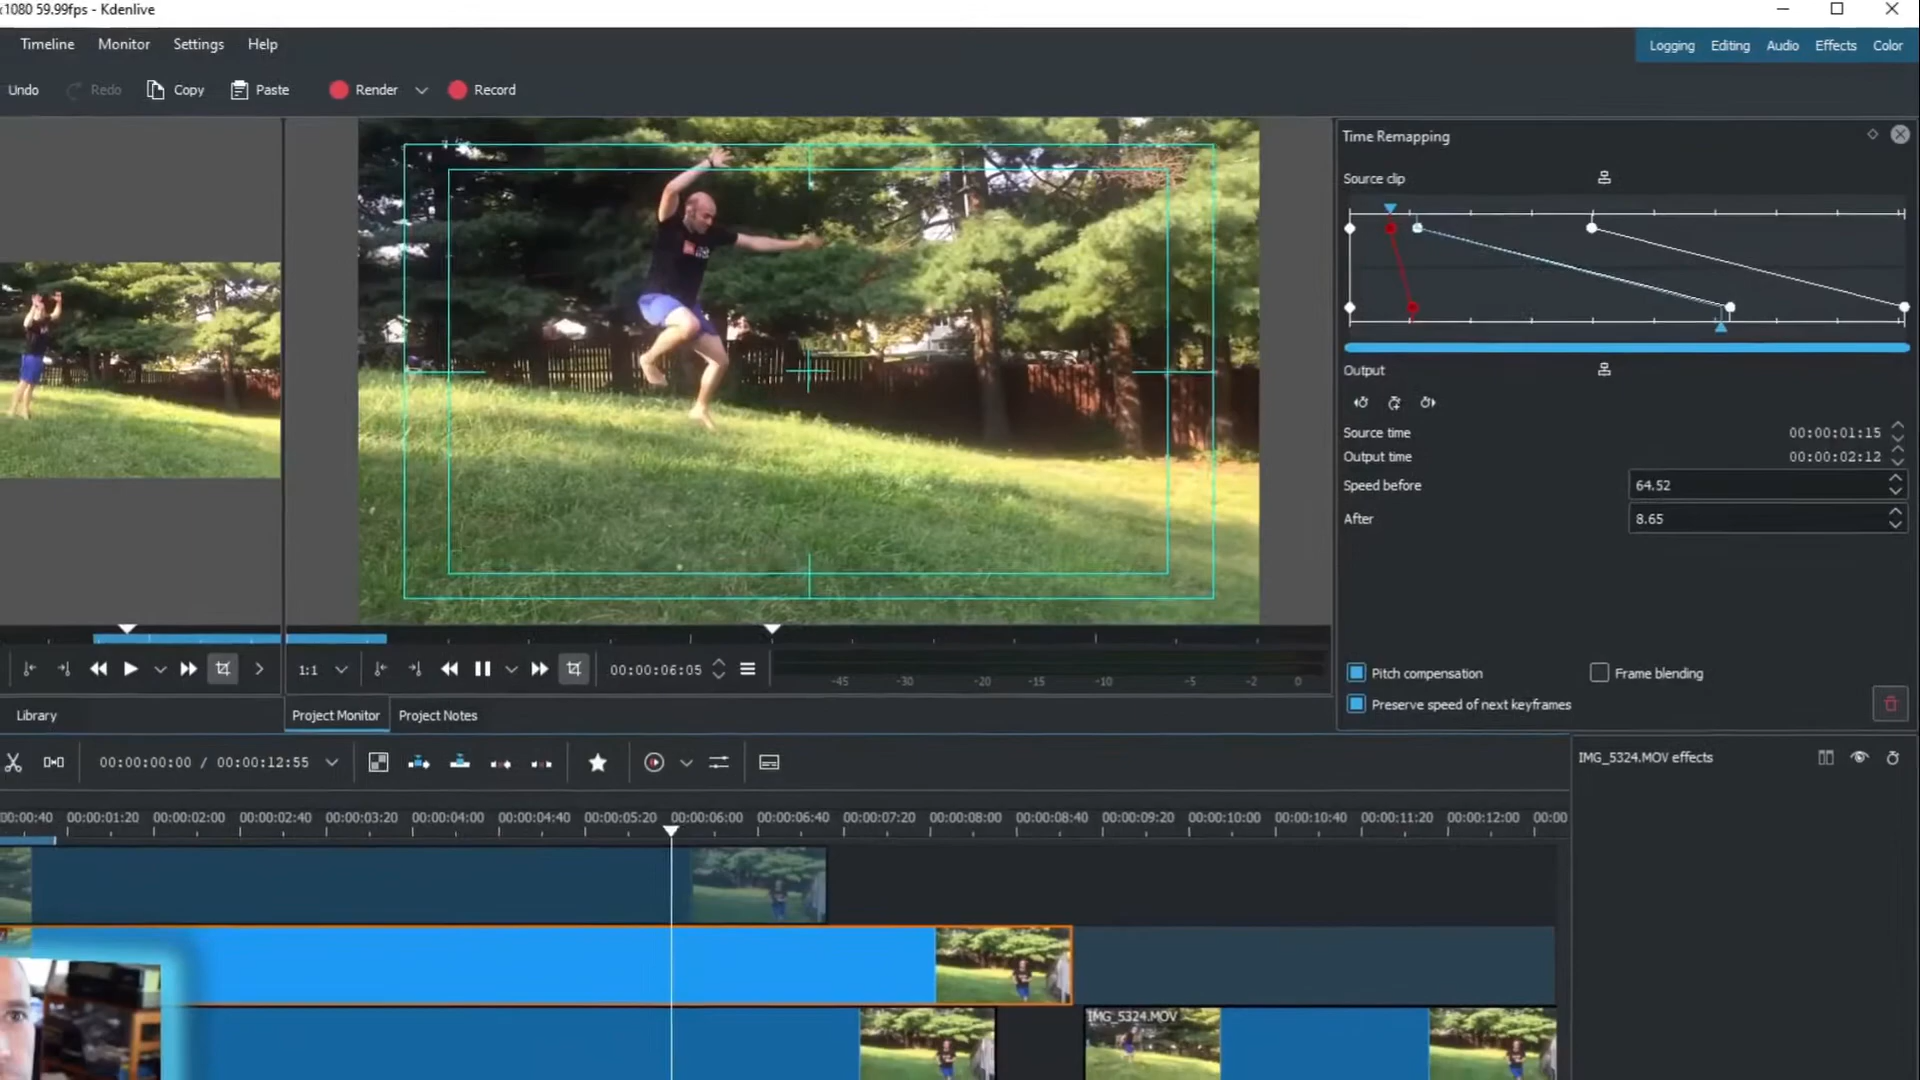 x1080 59.99fps - Kdenlive
Timeline Monitor Settings Help
Logging Editing Audio Effects Color
Undo Redo Copy Paste Render Record
Time Remapping
Source clip
Output
Source time 00:00:01:15
Output time 00:00:02:12
Speed before 64.52
After 8.65
1:1 00:00:06:05
-45 -30 -20 -15 -10 -5 -2 0
Pitch compensation Frame blending
Preserve speed of next keyframes
Library Project Monitor Project Notes
00:00:00:00 / 00:00:12:55
IMG_5324.MOV effects
00:00:40 00:00:01:20 00:00:02:00 00:00:02:40 00:00:03:20 00:00:04:00 00:00:04:40 00:00:05:20 00:00:06:00 00:00:06:40 00:00:07:20 00:00:08:00 00:00:08:40 00:00:09:20 00:00:10:00 00:00:10:40 00:00:11:20 00:00:12:00 00:00
IMG_5324.MOV